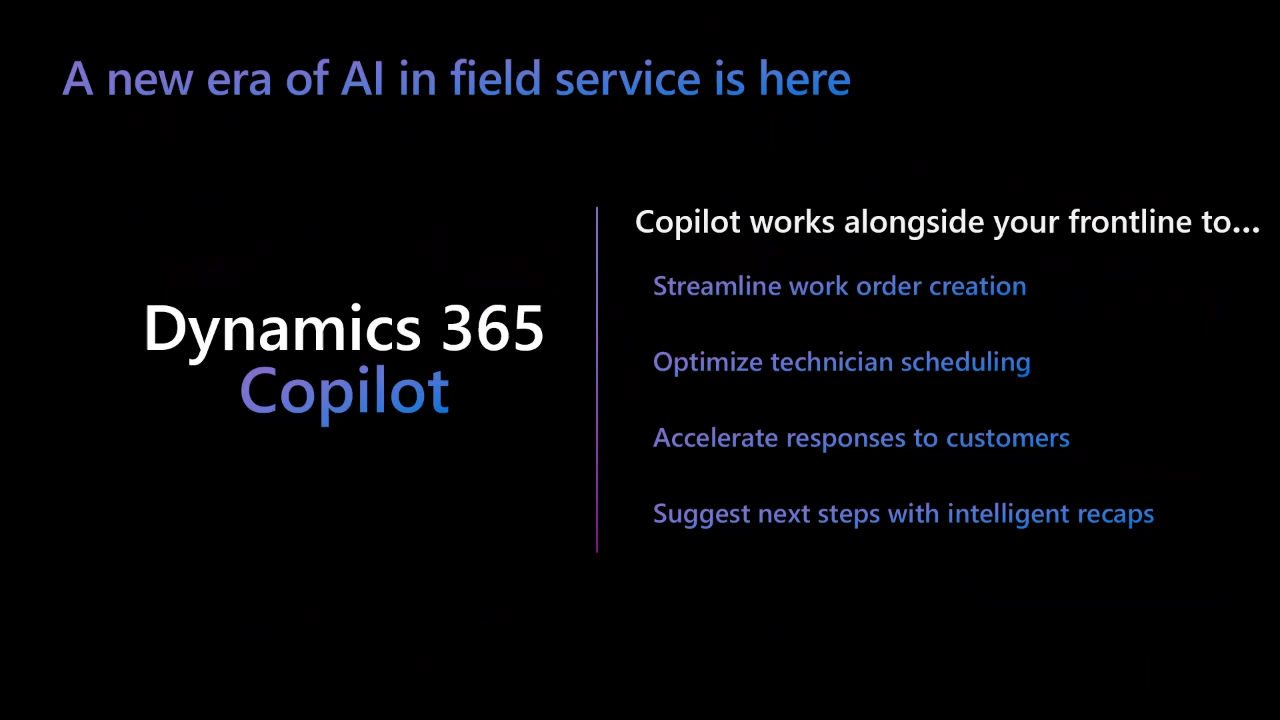 A new era of AI in field service is here
Dynamics 365
Copilot
Copilot works alongside your frontline to...
Streamline work order creation
Optimize technician scheduling
Accelerate responses to customers
Suggest next steps with intelligent recaps